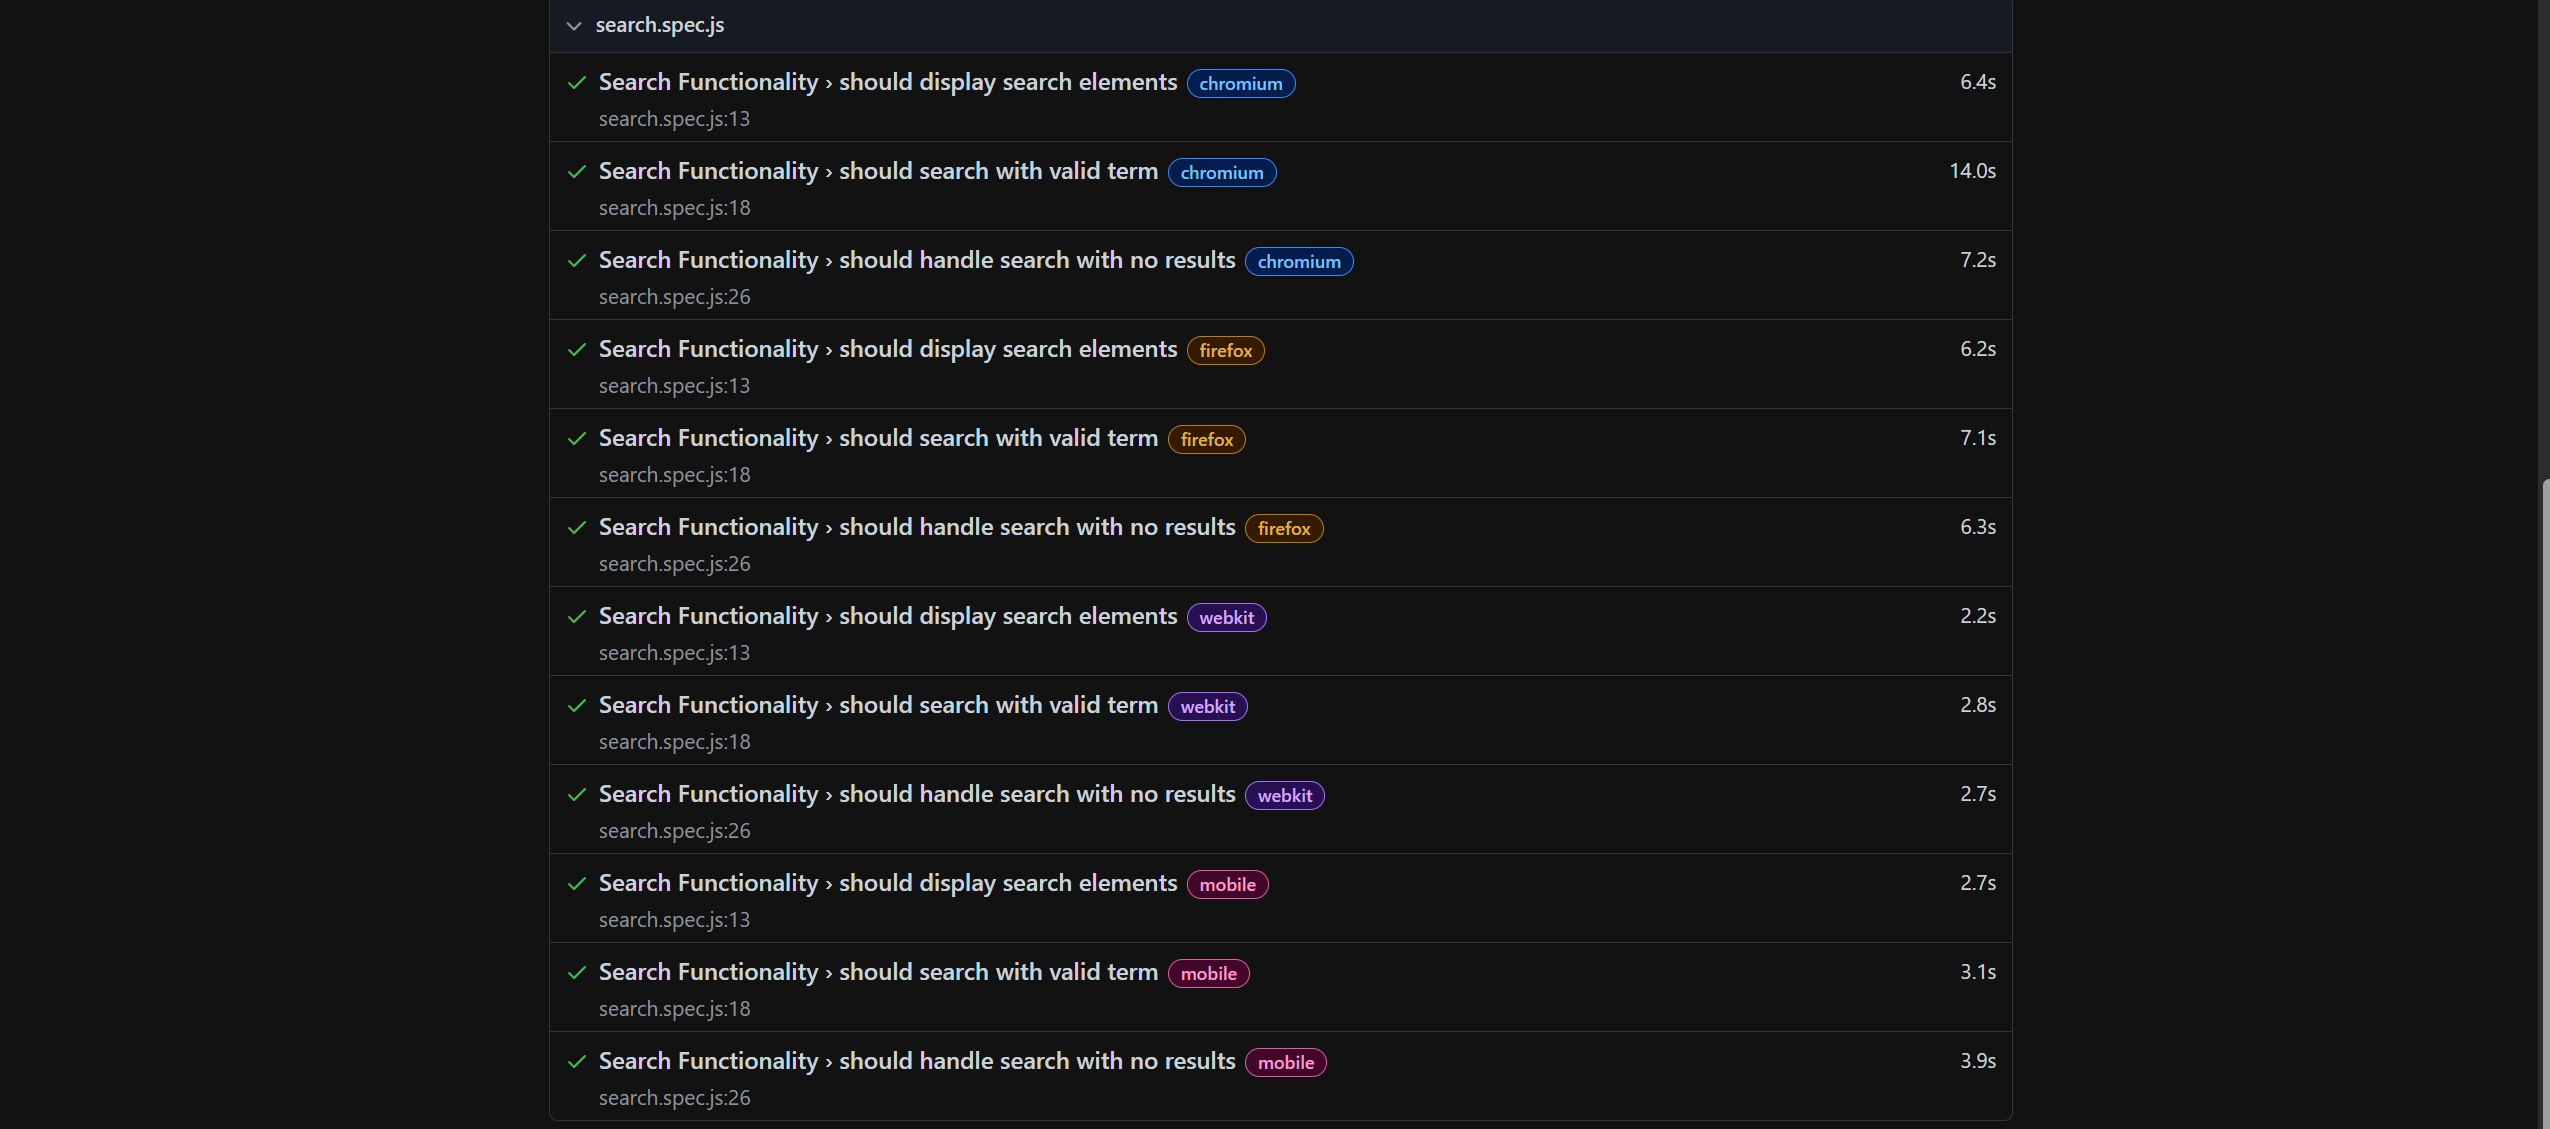 search.spec.js
Search Functionality › should display search elements chromium 6.4s
search.spec.js:13
Search Functionality › should search with valid term chromium 14.0s
search.spec.js:18
Search Functionality › should handle search with no results chromium 7.2s
search.spec.js:26
Search Functionality › should display search elements firefox 6.2s
search.spec.js:13
Search Functionality › should search with valid term firefox 7.1s
search.spec.js:18
Search Functionality › should handle search with no results firefox 6.3s
search.spec.js:26
Search Functionality › should display search elements webkit 2.2s
search.spec.js:13
Search Functionality › should search with valid term webkit 2.8s
search.spec.js:18
Search Functionality › should handle search with no results webkit 2.7s
search.spec.js:26
Search Functionality › should display search elements mobile 2.7s
search.spec.js:13
Search Functionality › should search with valid term mobile 3.1s
search.spec.js:18
Search Functionality › should handle search with no results mobile 3.9s
search.spec.js:26